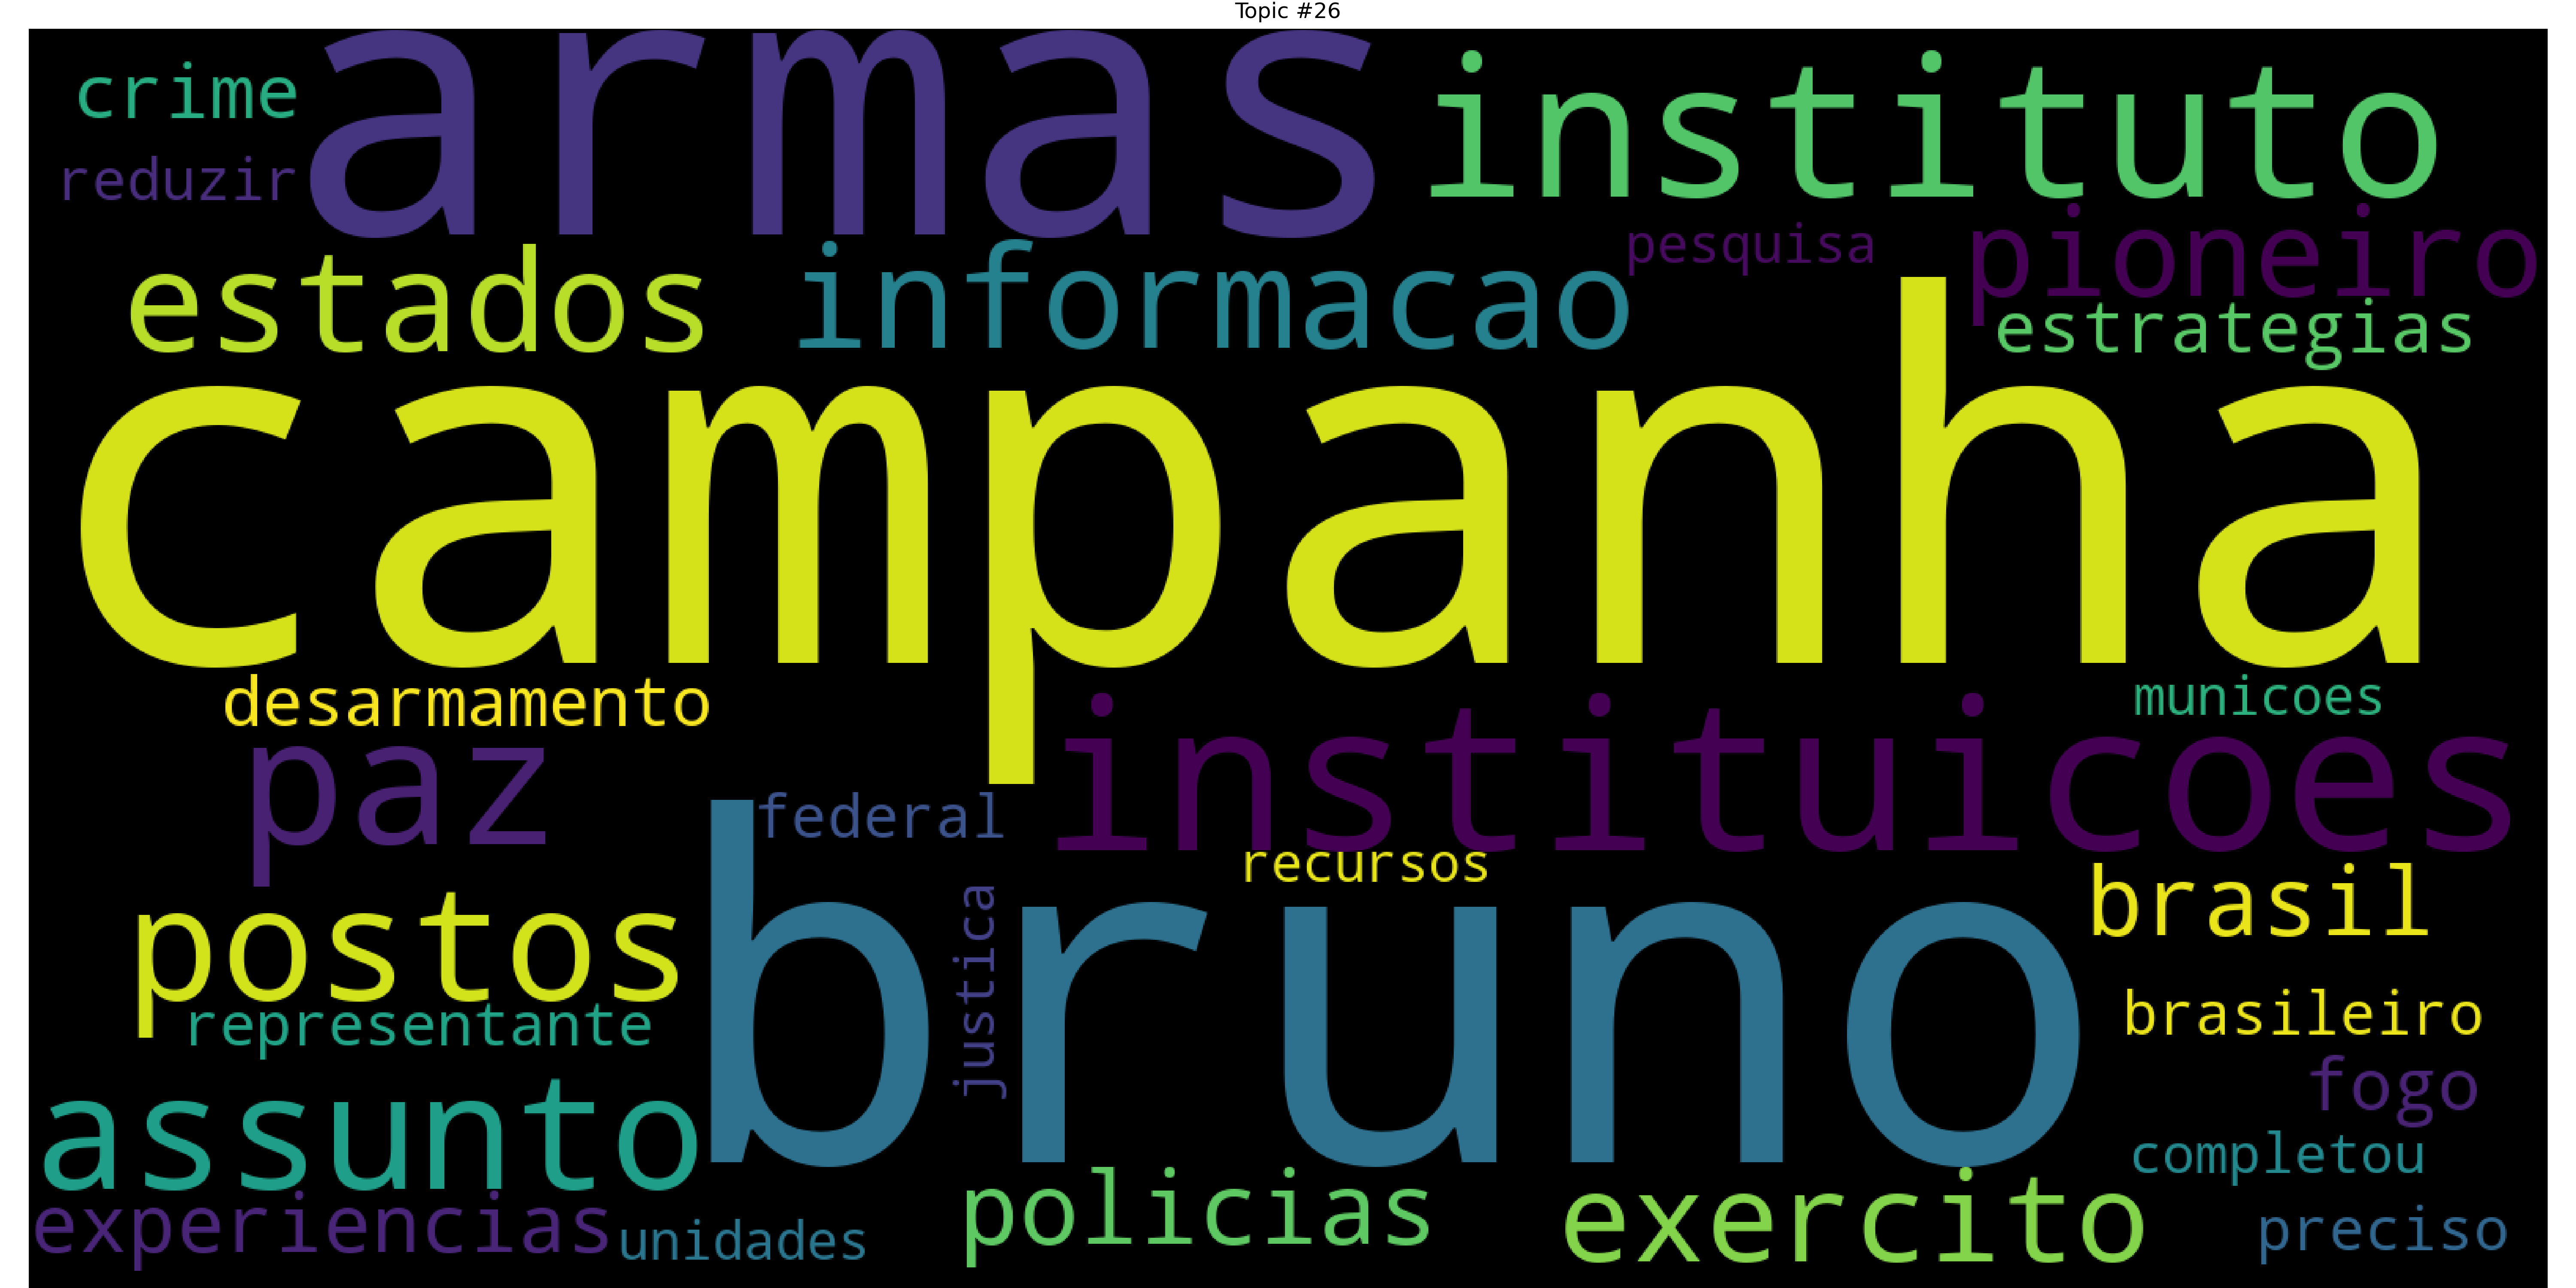 Topic #26
crime
armas
instituto
reduzir
pesquisa
pioneiro
estados
informacao
estrategias
campanha
desarmamento
municoes
paz
instituicoes
federal
recursos
postos
brasil
justica
bruno
representante
brasileiro
fogo
assunto
completou
experiencias
unidades
policias
exercito
preciso